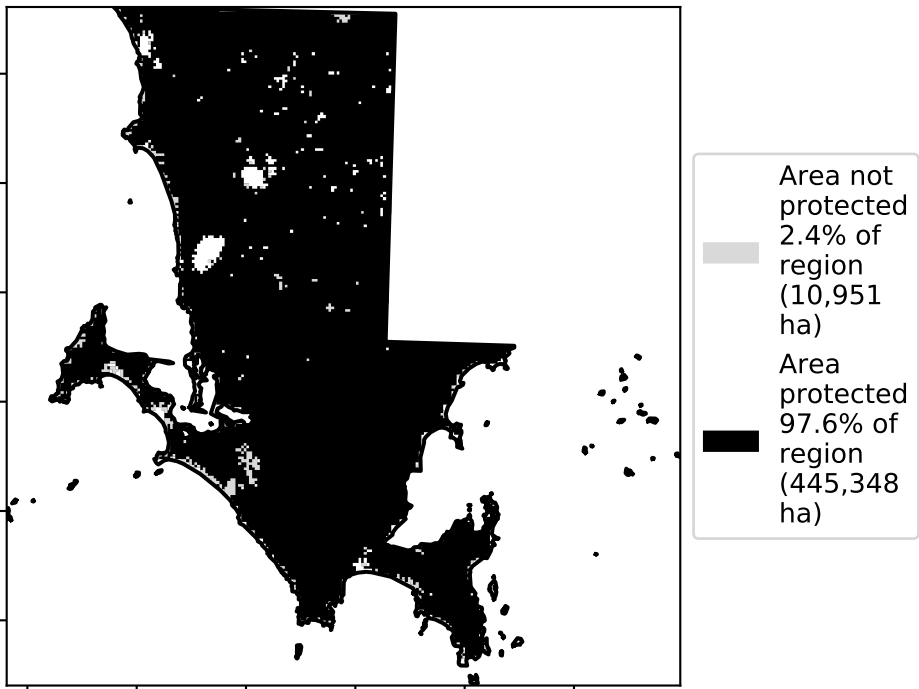 Area not
protected
2.4% of
region
(10,951
ha)
Area
protected
97.6% of
region
(445,348
ha)